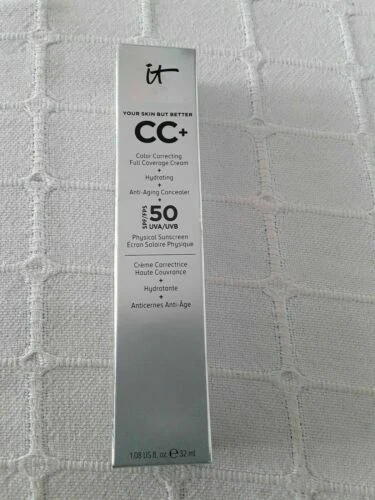 it
YOUR SKIN BUT BETTER
CC+
Color Correcting
Full Coverage Cream
+
Hydrating
+
Anti-Aging Concealer
+
SPF/FPS 50 UVA/UVB
Physical Sunscreen
Écran Solaire Physique
Crème Correctrice
Haute Couvrance
+
Hydratante
+
Anticernes Anti-Âge
1.08 US fl. oz. ℮ 32 ml